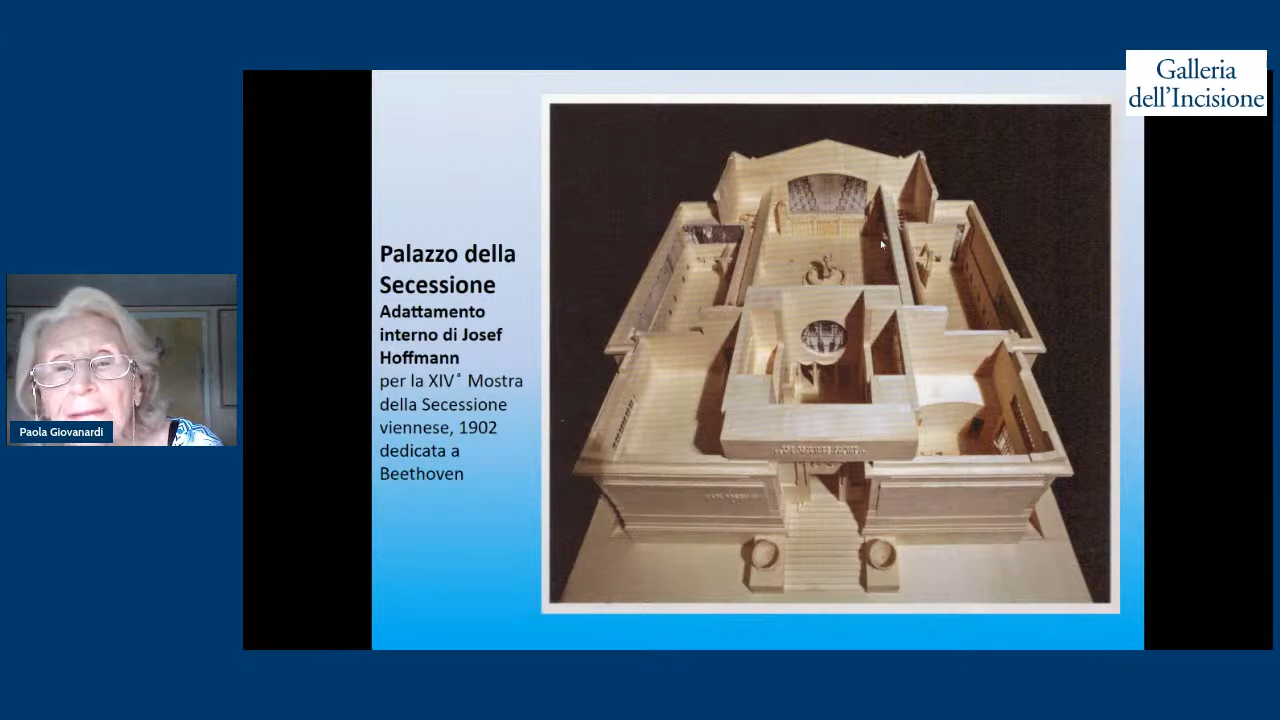 Galleria
dell'Incisione
Palazzo della
Secessione
Adattamento
interno di Josef
Hoffmann
per la XIV° Mostra
della Secessione
viennese, 1902
dedicata a
Beethoven
Paola Giovanardi